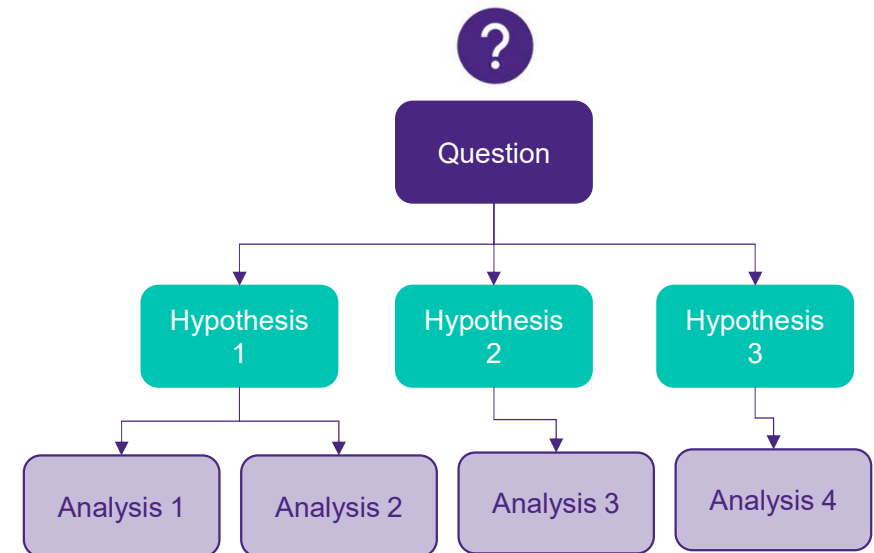 ?
Question
Hypothesis
1
Hypothesis
2
Hypothesis
3
Analysis 1
Analysis 2
Analysis 3
Analysis 4